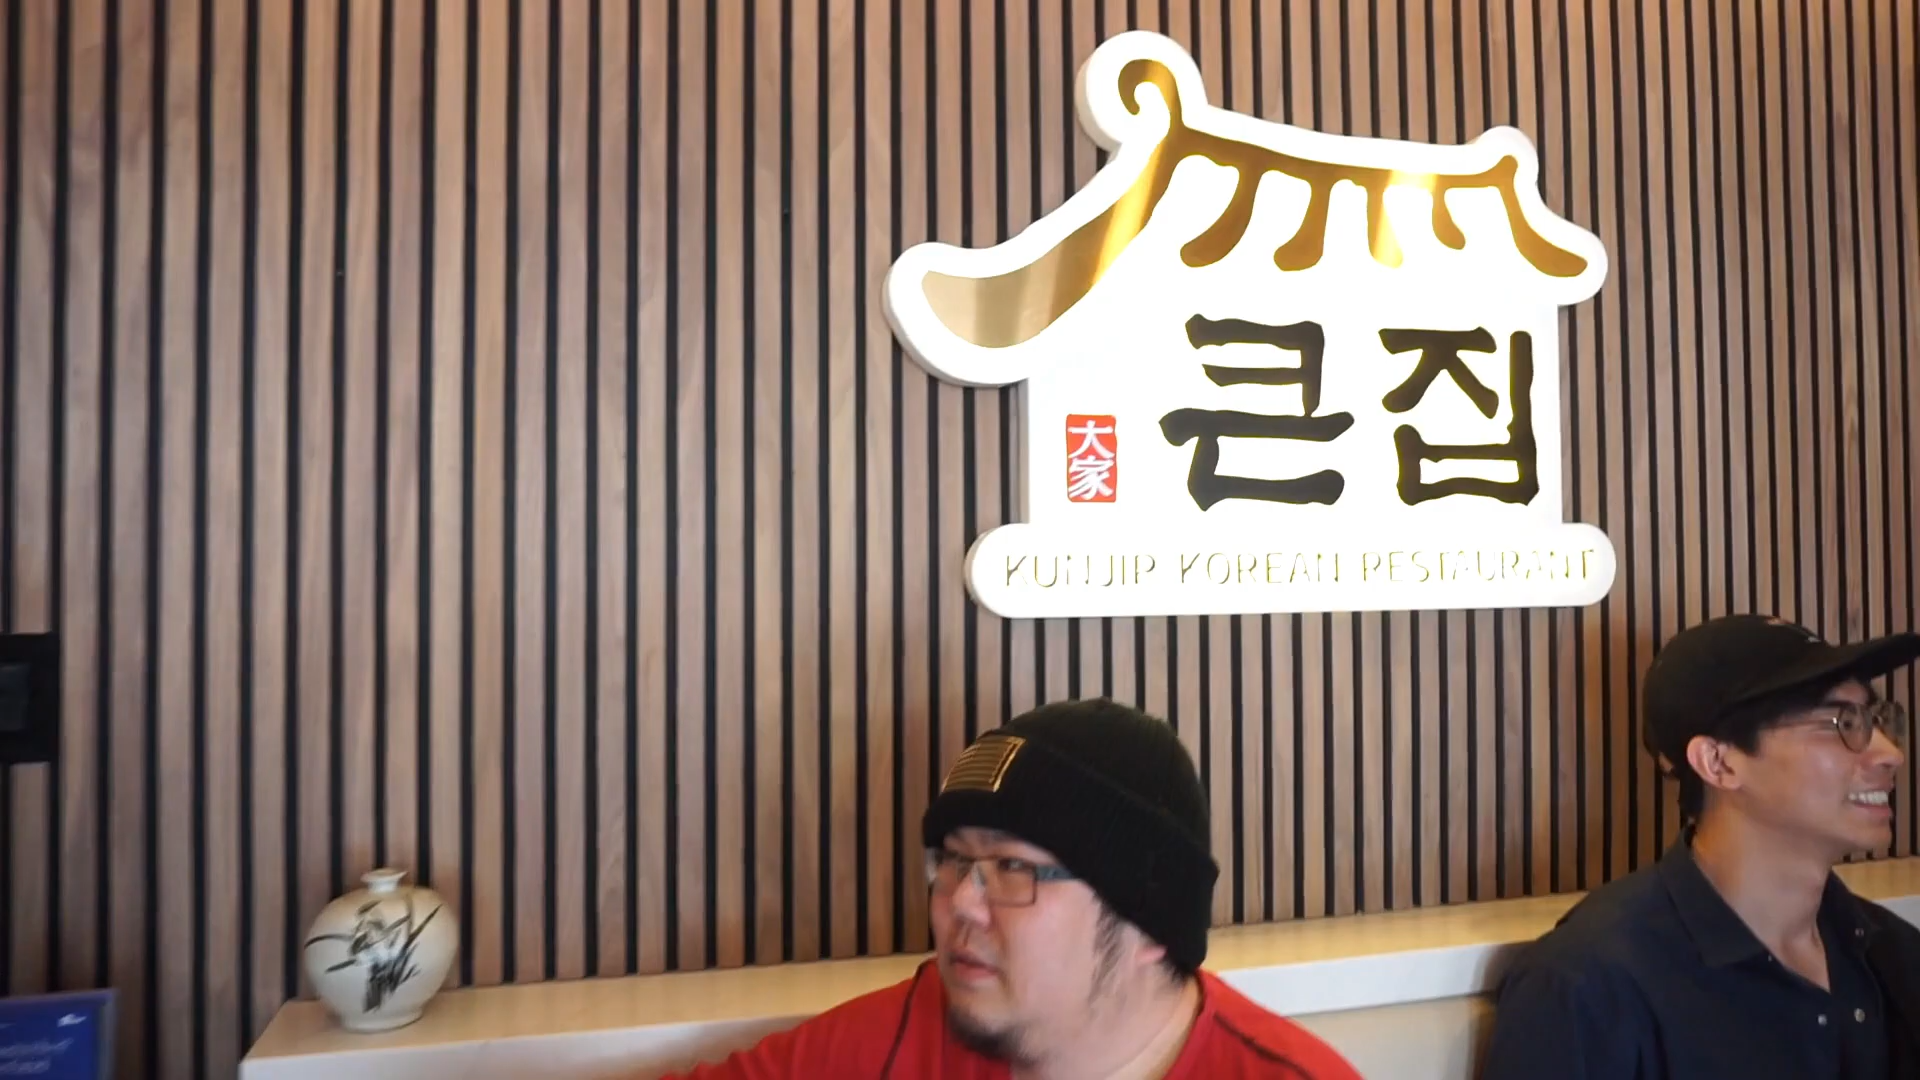 큰집
大家
KUNJIP KOREAN RESTAURANT